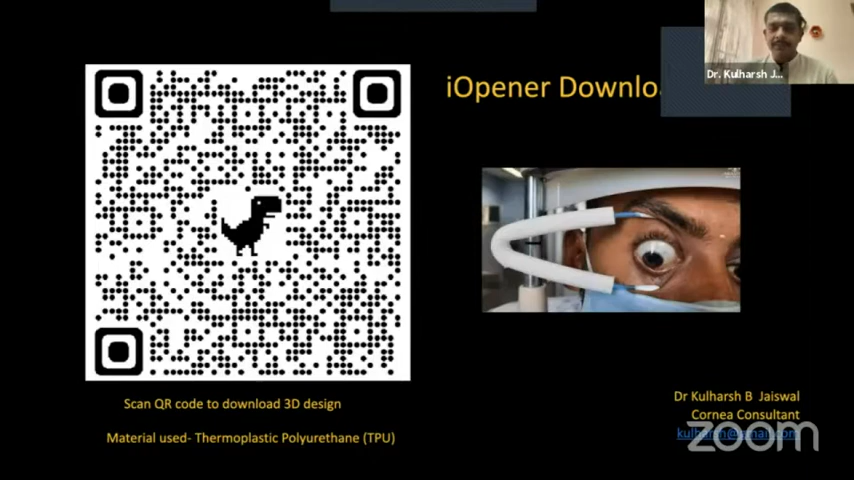 Dr. Kulharsh J...
iOpener Downlo
Scan QR code to download 3D design
Material used- Thermoplastic Polyurethane (TPU)
Dr Kulharsh B Jaiswal
Cornea Consultant
zoom